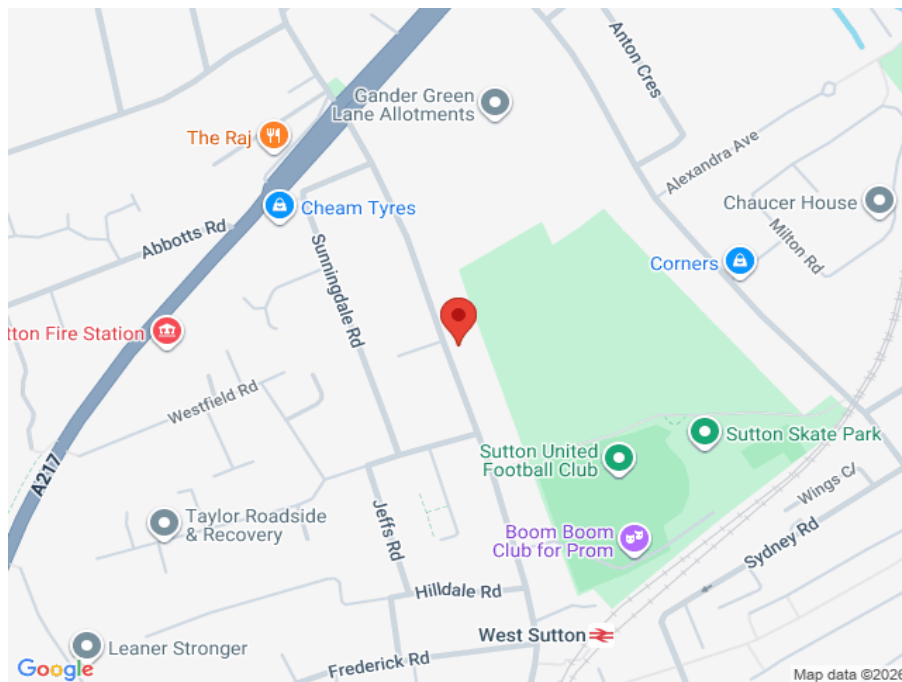 Anton Cres
Gander Green
Lane Allotments
The Raj
Alexandra Ave
Cheam Tyres
Chaucer House
Abbotts Rd
Milton Rd
Sunningdale Rd
Corners
tton Fire Station
Westfield Rd
Sutton Skate Park
Sutton United
Football Club
A217
Wings
Taylor Roadside
& Recovery
Jeffs Rd
Boom Boom
Club for Prom
Sydney Rd
Hilldale Rd
West Sutton
Leaner Stronger
Frederick Rd
Google
Map data ©2026